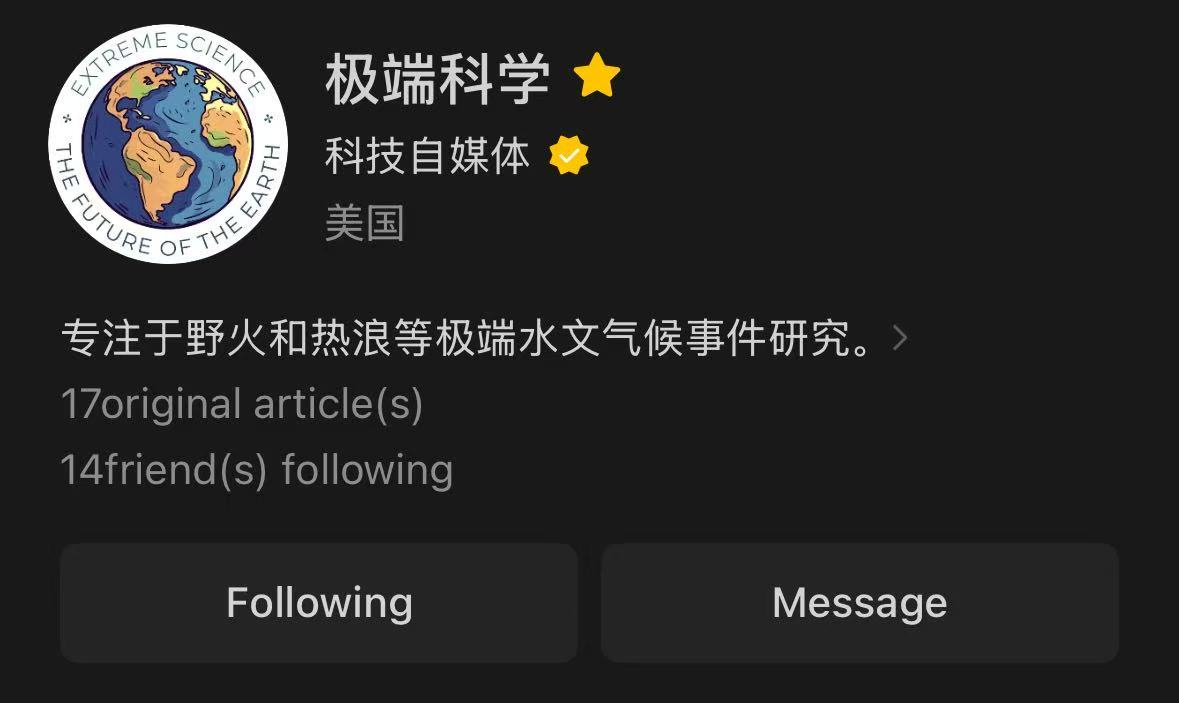 EXTREME SCIENCE
THE FUTURE OF THE EARTH
极端科学
科技自媒体
美国
专注于野火和热浪等极端水文气候事件研究。
17original article(s)
14friend(s) following
Following
Message